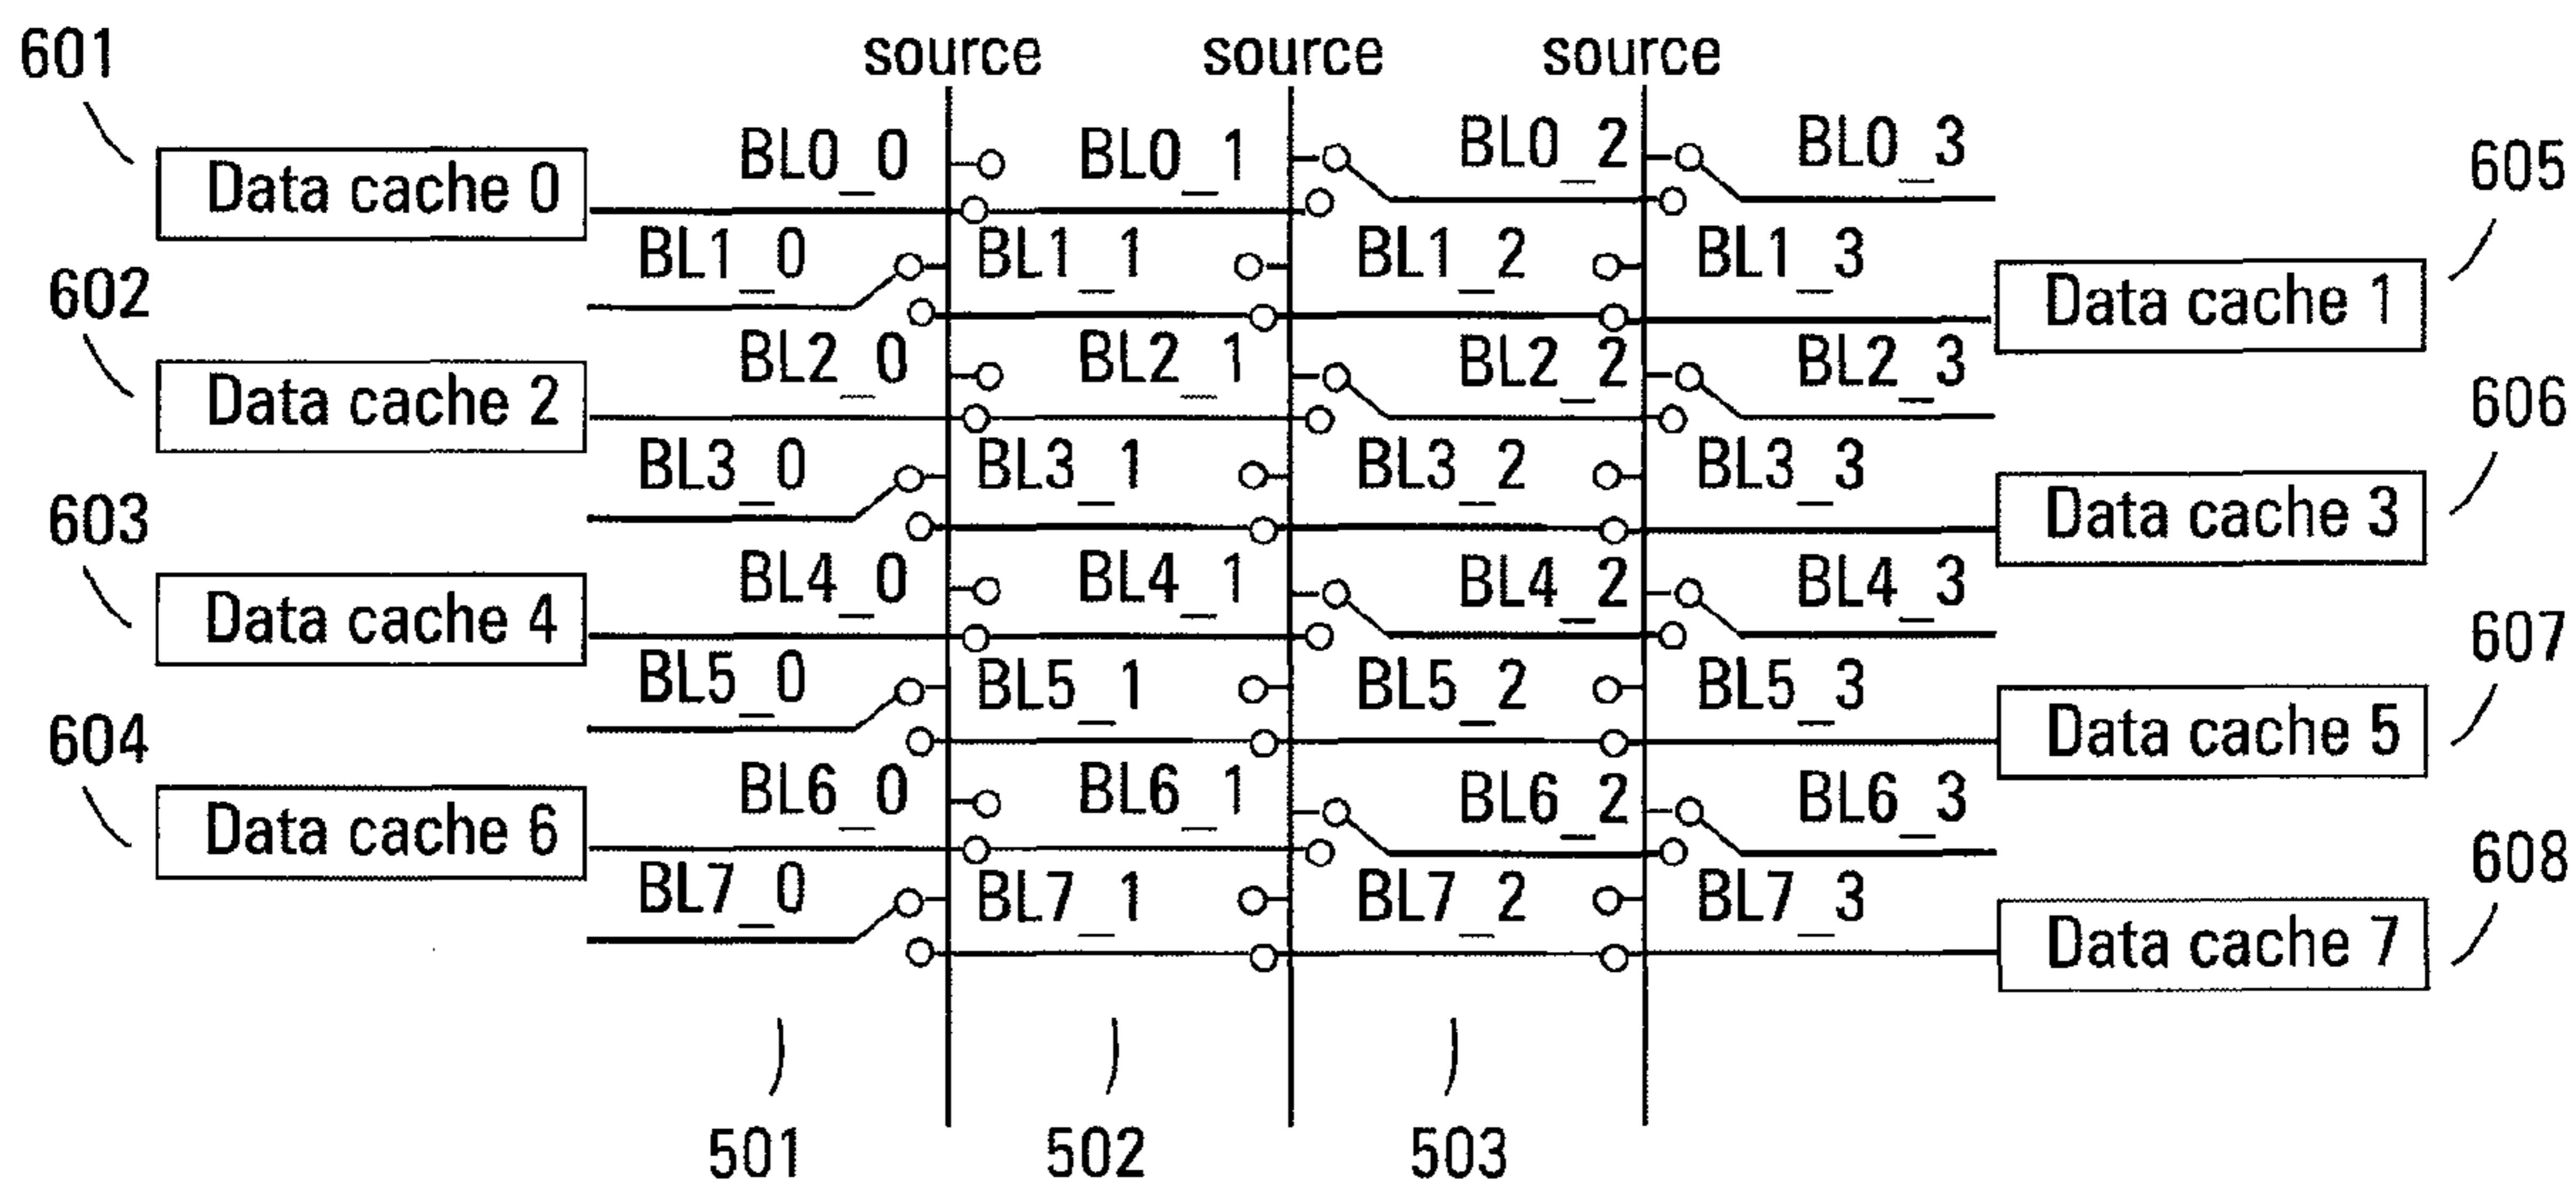 601 source source source
Data cache 0 BL0_0 BL0_1 BL0_2 BL0_3 605
BL1_0 BL1_1 BL1_2 BL1_3 Data cache 1
602
Data cache 2 BL2_0 BL2_1 BL2_2 BL2_3 606
BL3_0 BL3_1 BL3_2 BL3_3 Data cache 3
603
Data cache 4 BL4_0 BL4_1 BL4_2 BL4_3 607
BL5_0 BL5_1 BL5_2 BL5_3 Data cache 5
604
Data cache 6 BL6_0 BL6_1 BL6_2 BL6_3 608
BL7_0 BL7_1 BL7_2 BL7_3 Data cache 7
501 502 503